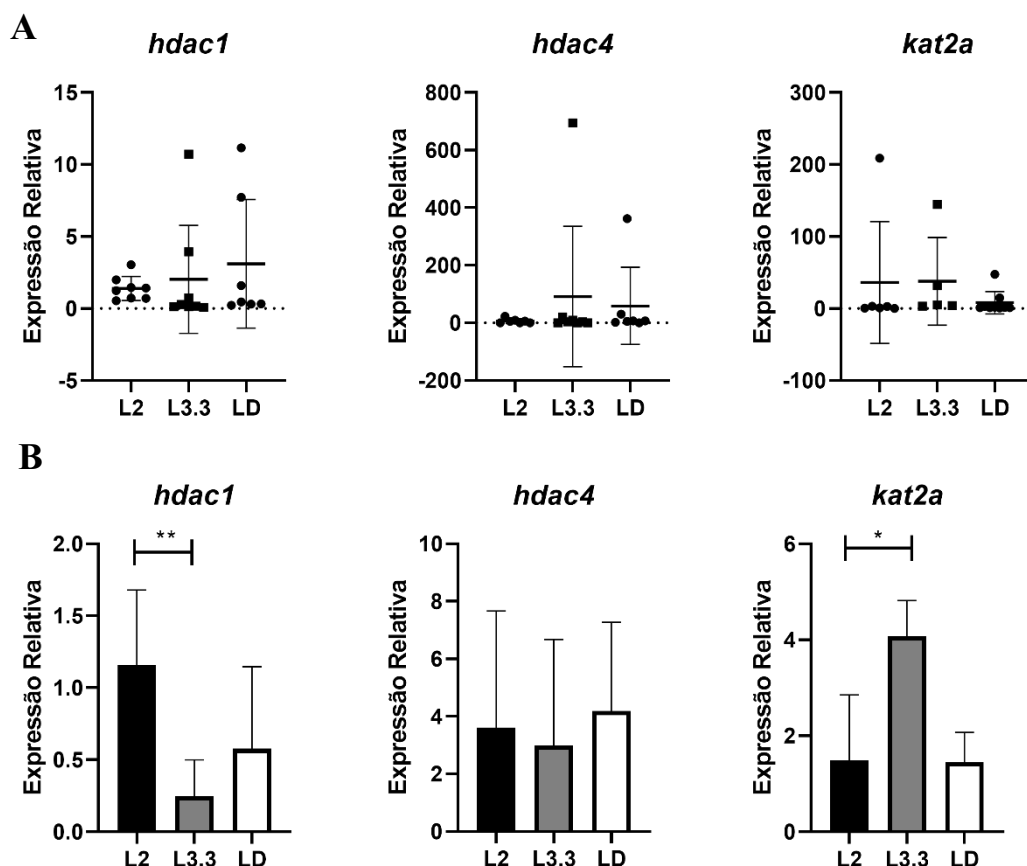 A
hdac1
hdac4
kat2a
Expressão Relativa
15
10
5
0
-5
L2
L3.3
LD
Expressão Relativa
800
600
400
200
0
-200
L2
L3.3
LD
Expressão Relativa
300
200
100
0
-100
L2
L3.3
LD
B
hdac1
hdac4
kat2a
Expressão Relativa
2.0
1.5
1.0
0.5
0.0
**
L2
L3.3
LD
Expressão Relativa
10
8
6
4
2
0
L2
L3.3
LD
Expressão Relativa
6
4
2
0
*
L2
L3.3
LD